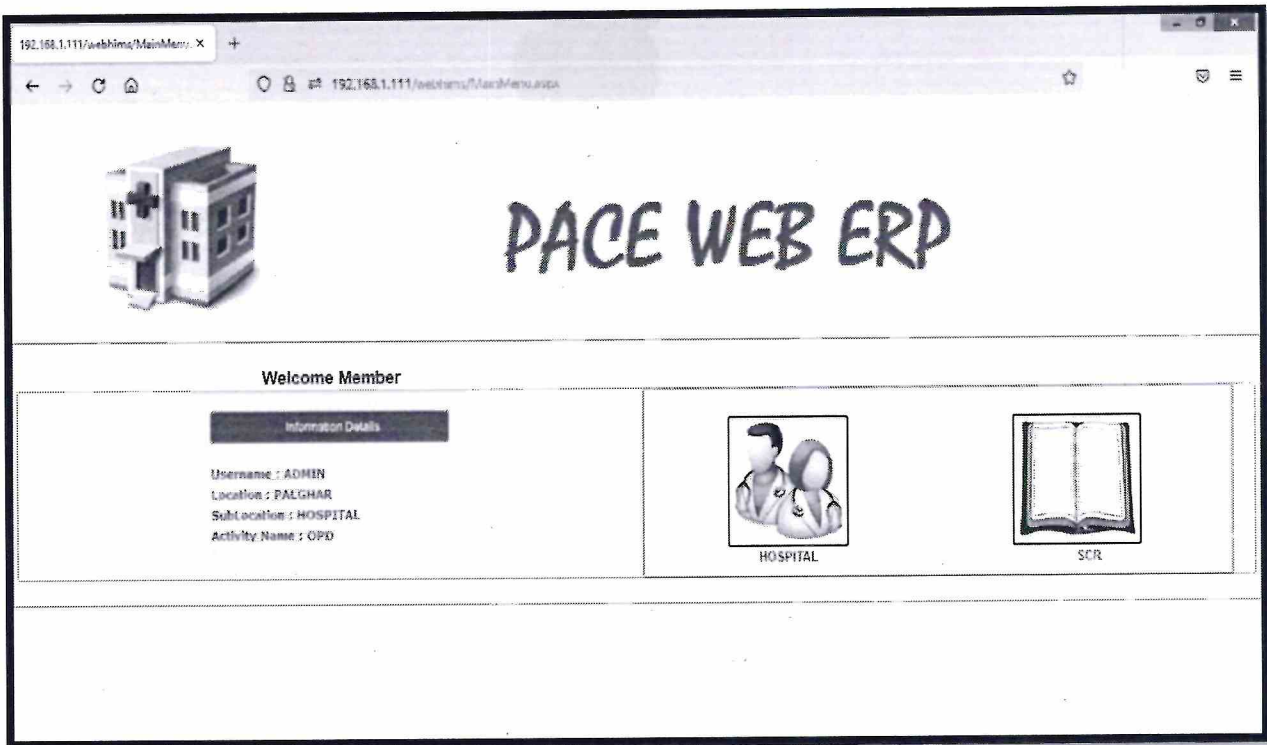 192.168.1.111/webhims/MainMenu.
192.168.1.111/webhims/MainMenu.aspx
PACE WEB ERP
Welcome Member
Information Details
Username : ADMIN
Location : PALGHAR
SubLocation : HOSPITAL
Activity Name : OPD
HOSPITAL
SCR